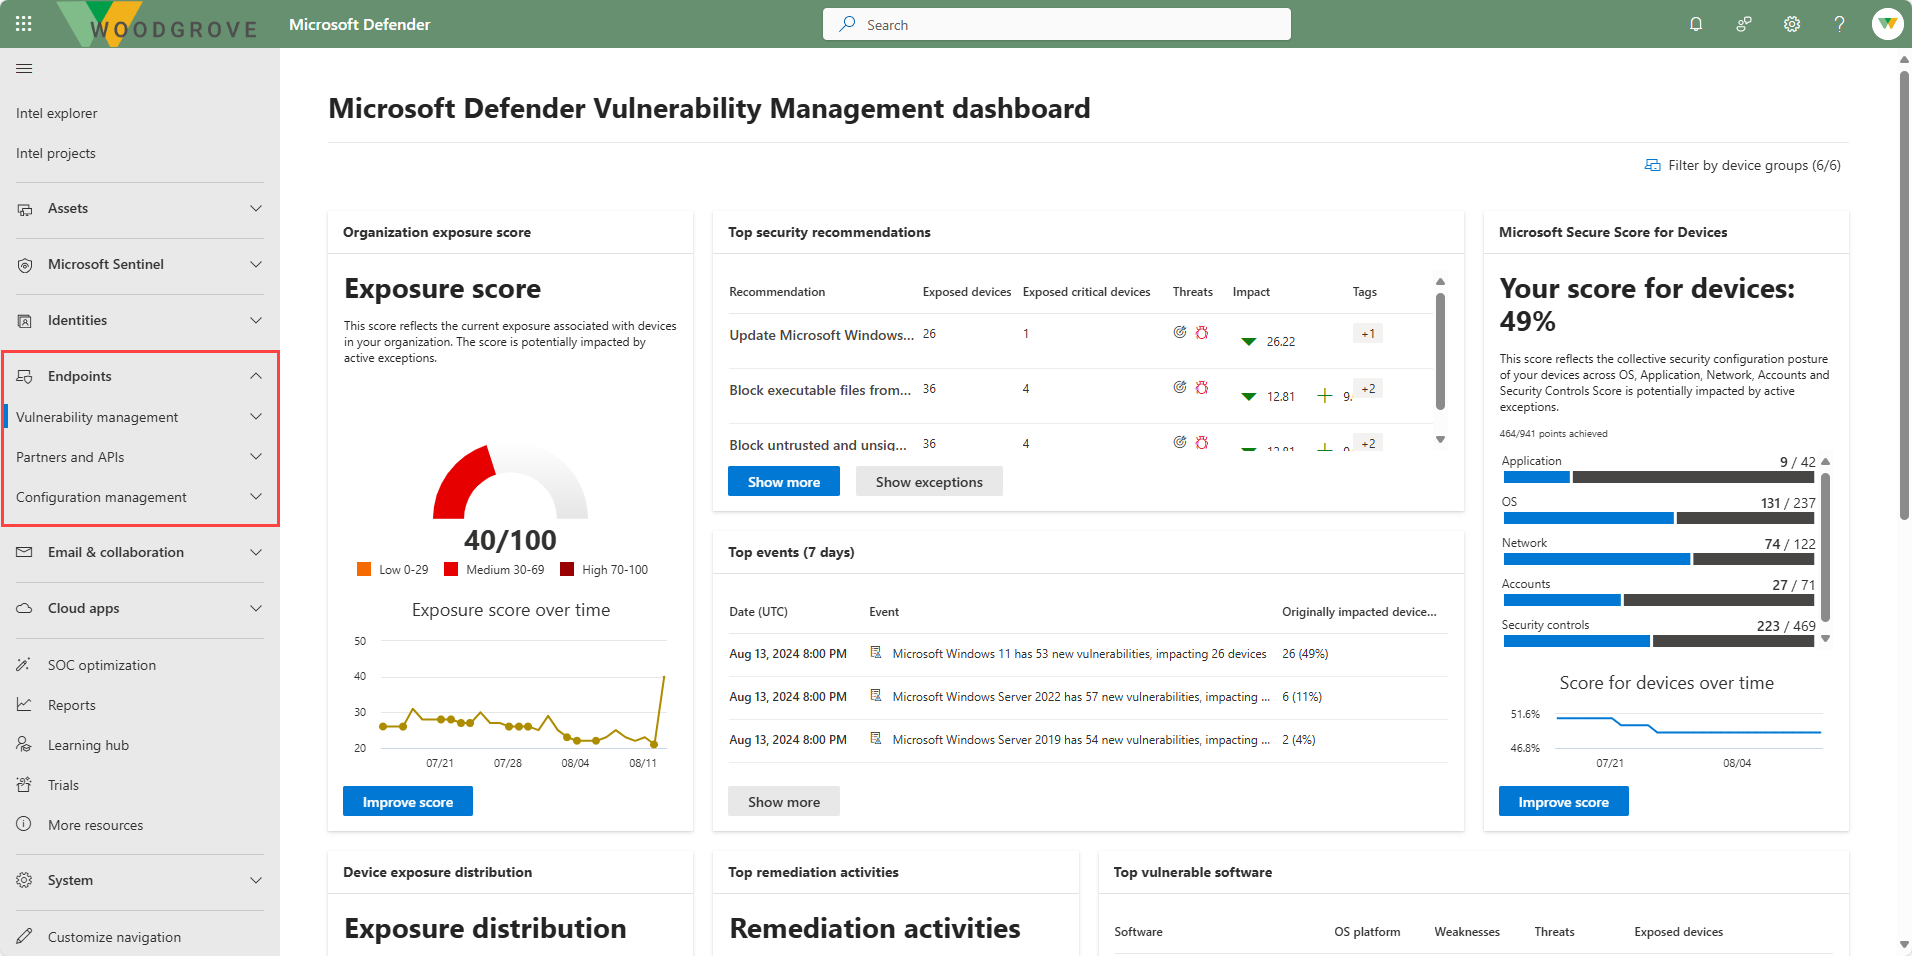 WOODGROVE
Microsoft Defender
Search
Intel explorer
Intel projects
Assets
Microsoft Sentinel
Identities
Endpoints
Vulnerability management
Partners and APIs
Configuration management
Email & collaboration
Cloud apps
SOC optimization
Reports
Learning hub
Trials
More resources
System
Customize navigation
Microsoft Defender Vulnerability Management dashboard
Filter by device groups (6/6)
Organization exposure score
Exposure score
This score reflects the current exposure associated with devices
in your organization. The score is potentially impacted by
active exceptions.
40/100
Low 0-29 Medium 30-69 High 70-100
Exposure score over time
50
40
30
20
07/21 07/28 08/04 08/11
Improve score
Top security recommendations
Recommendation Exposed devices Exposed critical devices Threats Impact Tags
Update Microsoft Windows... 26 1 26.22 +1
Block executable files from... 36 4 12.81 9. +2
Block untrusted and unsig... 36 4 12.81 +2
Show more Show exceptions
Top events (7 days)
Date (UTC) Event Originally impacted device...
Aug 13, 2024 8:00 PM Microsoft Windows 11 has 53 new vulnerabilities, impacting 26 devices 26 (49%)
Aug 13, 2024 8:00 PM Microsoft Windows Server 2022 has 57 new vulnerabilities, impacting ... 6 (11%)
Aug 13, 2024 8:00 PM Microsoft Windows Server 2019 has 54 new vulnerabilities, impacting ... 2 (4%)
Show more
Microsoft Secure Score for Devices
Your score for devices:
49%
This score reflects the collective security configuration posture
of your devices across OS, Application, Network, Accounts and
Security Controls Score is potentially impacted by active
exceptions.
464/941 points achieved
Application 9 / 42
OS 131 / 237
Network 74 / 122
Accounts 27 / 71
Security controls 223 / 469
Score for devices over time
51.6%
46.8%
07/21 08/04
Improve score
Device exposure distribution
Exposure distribution
Top remediation activities
Remediation activities
Top vulnerable software
Software OS platform Weaknesses Threats Exposed devices